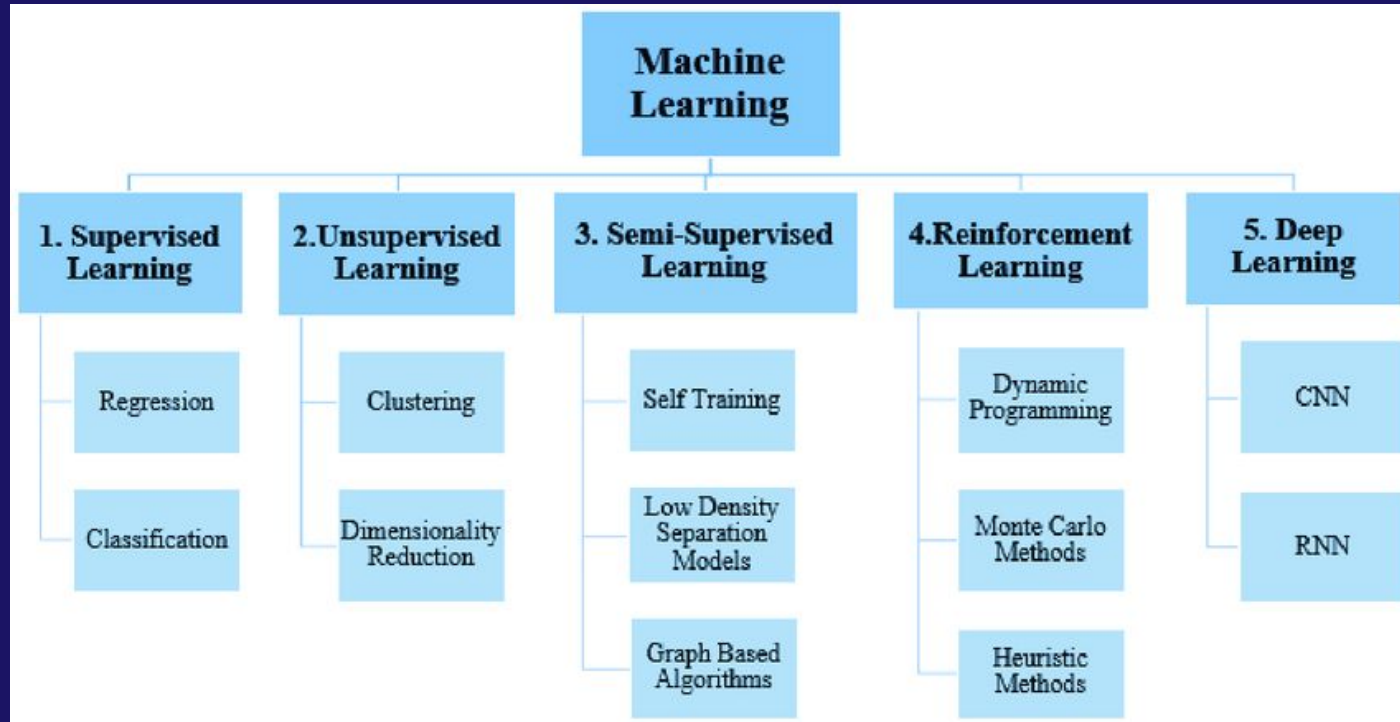 Machine
Learning
1. Supervised
Learning
2.Unsupervised
Learning
3. Semi-Supervised
Learning
4.Reinforcement
Learning
5. Deep
Learning
Regression
Classification
Clustering
Dimensionality
Reduction
Self Training
Low Density
Separation
Models
Graph Based
Algorithms
Dynamic
Programming
Monte Carlo
Methods
Heuristic
Methods
CNN
RNN